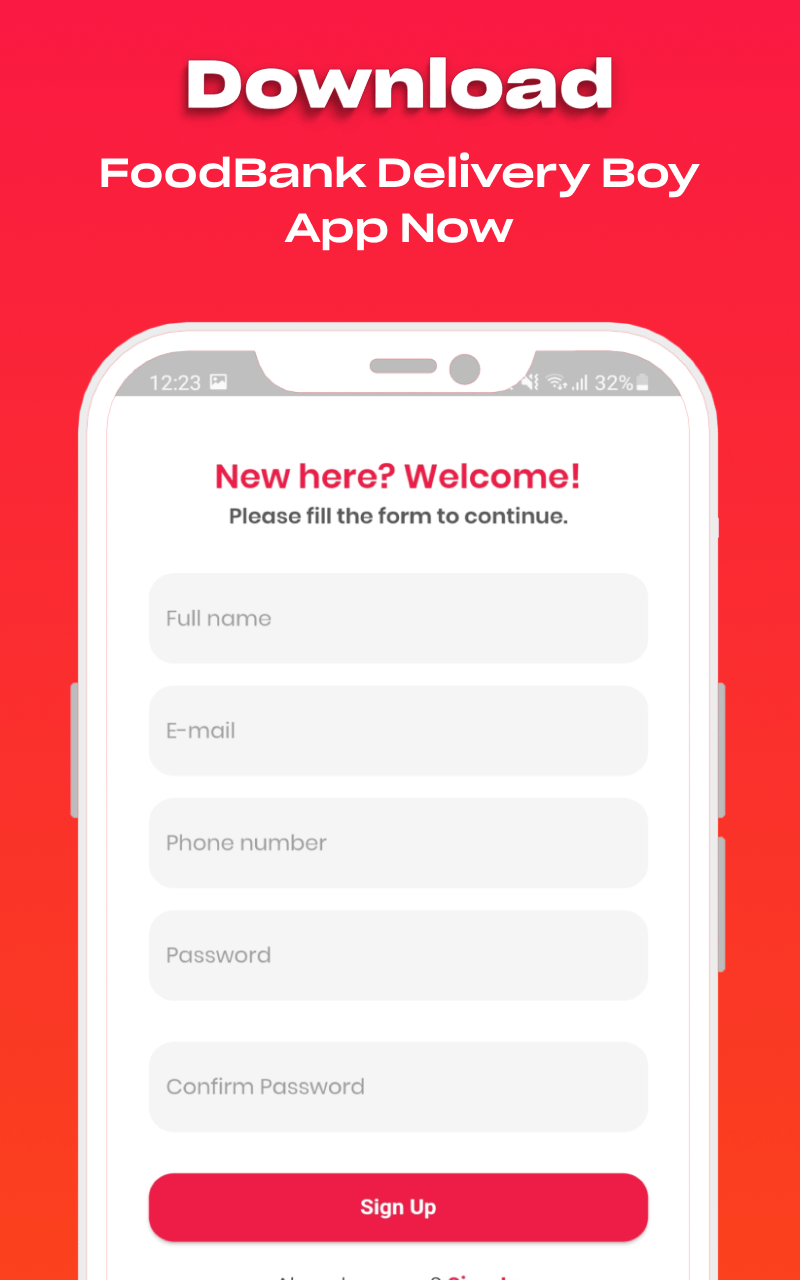 Download
FoodBank Delivery Boy
App Now
12:23 32%
New here? Welcome!
Please fill the form to continue.
Full name
E-mail
Phone number
Password
Confirm Password
Sign Up